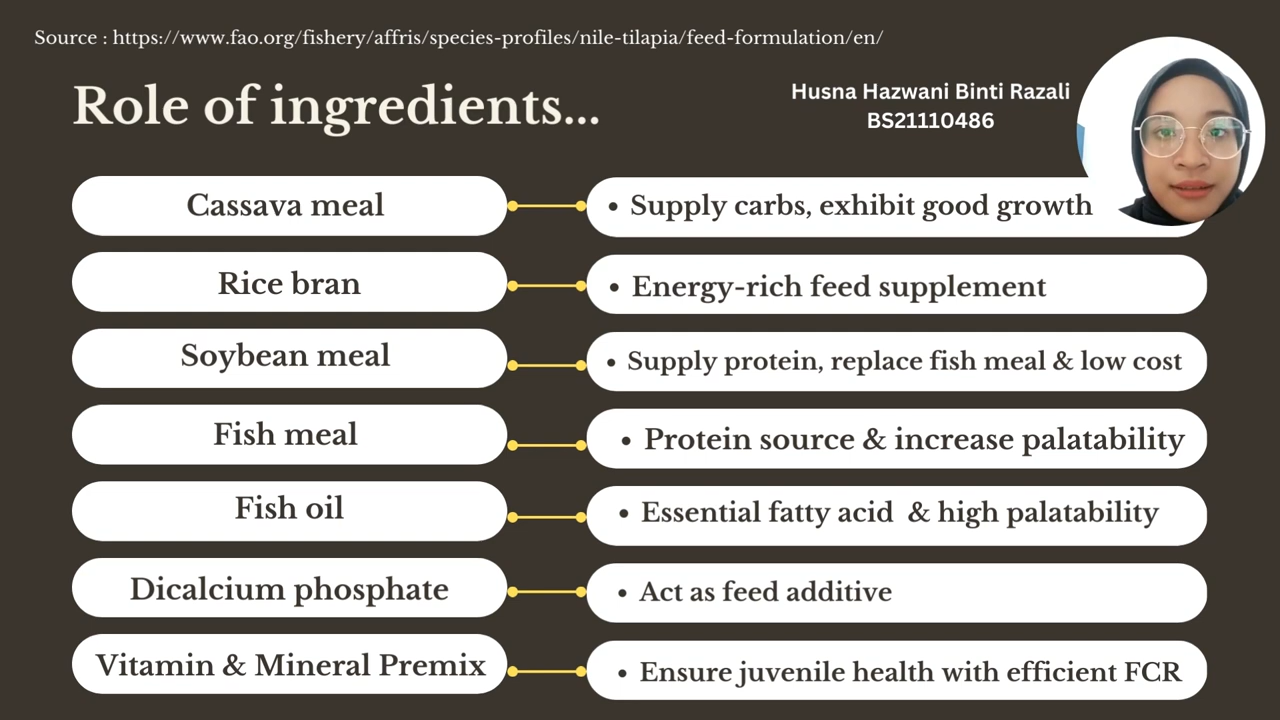 Source : https://www.fao.org/fishery/affris/species-profiles/nile-tilapia/feed-formulation/en/
Role of ingredients...
Husna Hazwani Binti Razali
BS21110486
Cassava meal
• Supply carbs, exhibit good growth
Rice bran
• Energy-rich feed supplement
Soybean meal
• Supply protein, replace fish meal & low cost
Fish meal
• Protein source & increase palatability
Fish oil
• Essential fatty acid & high palatability
Dicalcium phosphate
• Act as feed additive
Vitamin & Mineral Premix
• Ensure juvenile health with efficient FCR